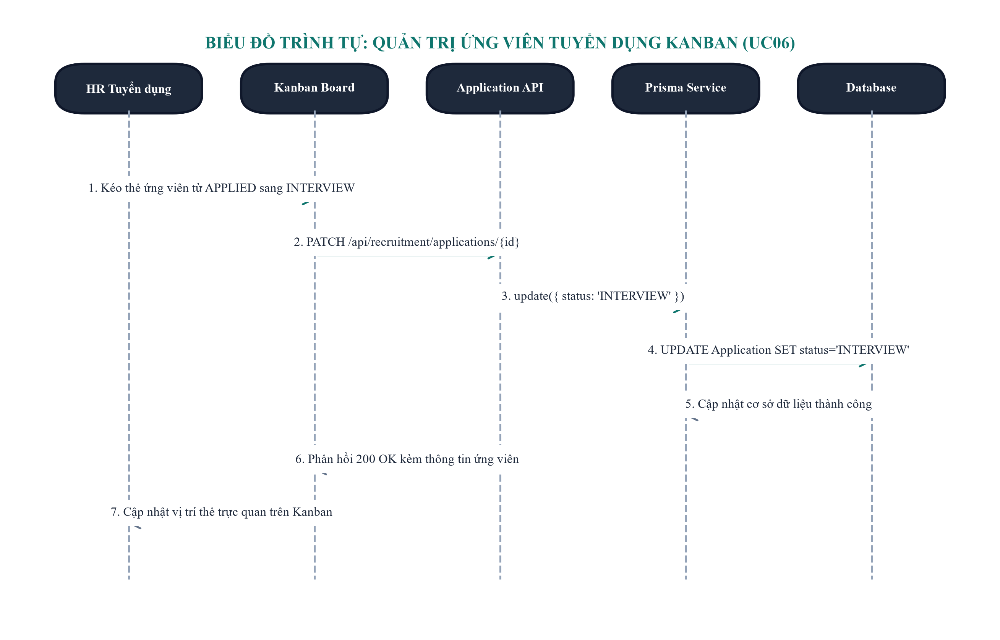 BIỂU ĐỒ TRÌNH TỰ: QUẢN TRỊ ỨNG VIÊN TUYỂN DỤNG KANBAN (UC06)
HR Tuyển dụng
Kanban Board
Application API
Prisma Service
Database
1. Kéo thẻ ứng viên từ APPLIED sang INTERVIEW
2. PATCH /api/recruitment/applications/{id}
3. update({ status: 'INTERVIEW' })
4. UPDATE Application SET status='INTERVIEW'
5. Cập nhật cơ sở dữ liệu thành công
6. Phản hồi 200 OK kèm thông tin ứng viên
7. Cập nhật vị trí thẻ trực quan trên Kanban